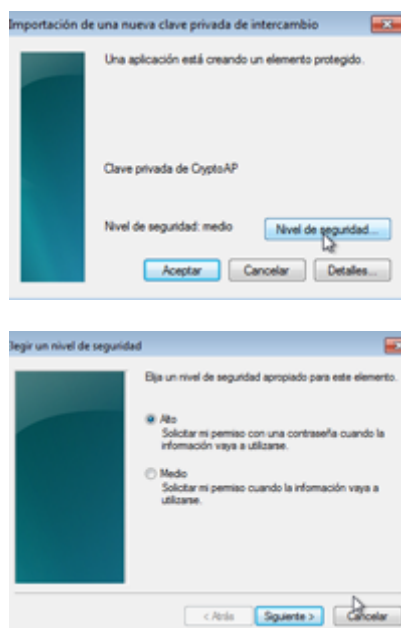 Importación de una nueva clave privada de intercambio
Una aplicación está creando un elemento protegido.
Clave privada de CryptoAP
Nivel de seguridad: medio
Nivel de seguridad...
Aceptar
Cancelar
Detalles...
legir un nivel de seguridad
Elija un nivel de seguridad apropiado para este elemento.
Alto
Solicitar mi permiso con una contraseña cuando la
información vaya a utilizarse.
Medio
Solicitar mi permiso cuando la información vaya a
utilizarse.
< Atrás
Siguiente >
Cancelar